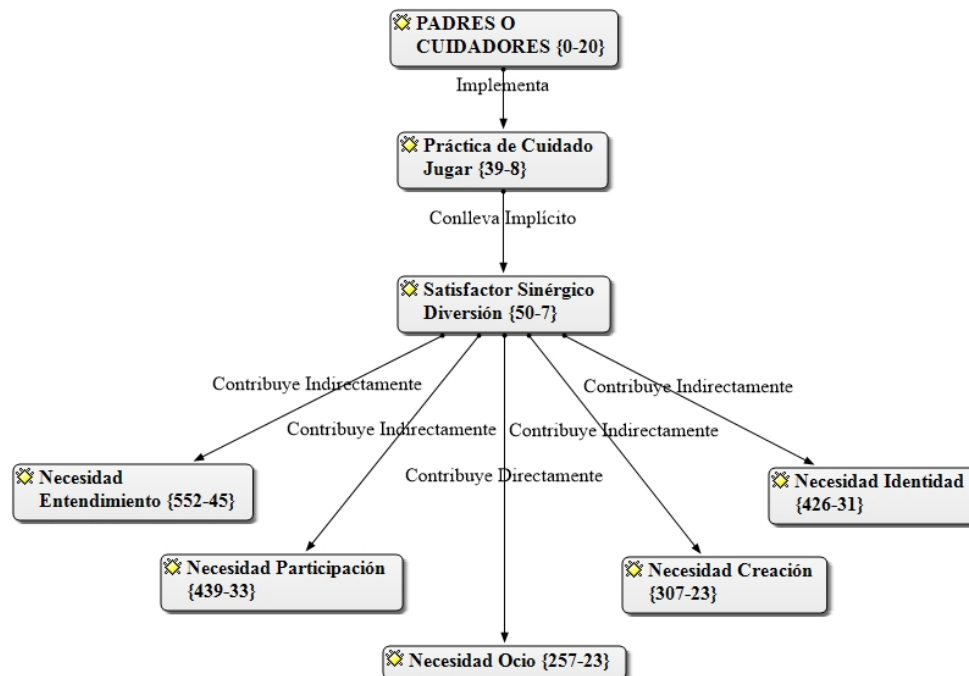 PADRES O
CUIDADORES {0-20}
Implementa
Práctica de Cuidado
Jugar {39-8}
Conlleva Implícito
Satisfactor Sinérgico
Diversión {50-7}
Contribuye Indirectamente
Contribuye Indirectamente
Contribuye Indirectamente
Contribuye Indirectamente
Contribuye Directamente
Necesidad
Entendimiento {552-45}
Necesidad Identidad
{426-31}
Necesidad Participación
{439-33}
Necesidad Creación
{307-23}
Necesidad Ocio {257-23}